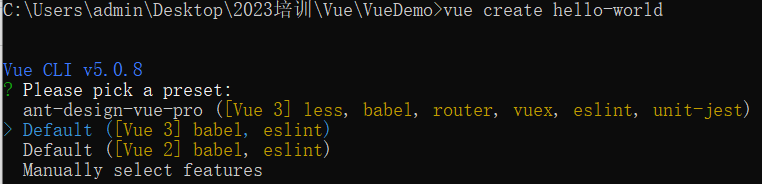 C:\Users\admin\Desktop\2023培训\Vue\VueDemo>vue create hello-world
Vue CLI v5.0.8
? Please pick a preset:
ant-design-vue-pro ([Vue 3] less, babel, router, vuex, eslint, unit-jest)
> Default ([Vue 3] babel, eslint)
Default ([Vue 2] babel, eslint)
Manually select features